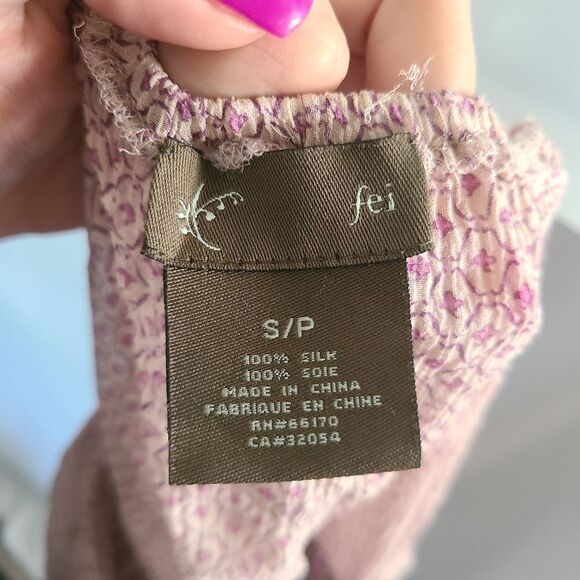 fei
S/P
100% SILK
100% SOIE
MADE IN CHINA
FABRIQUE EN CHINE
RN#66170
CA#32054